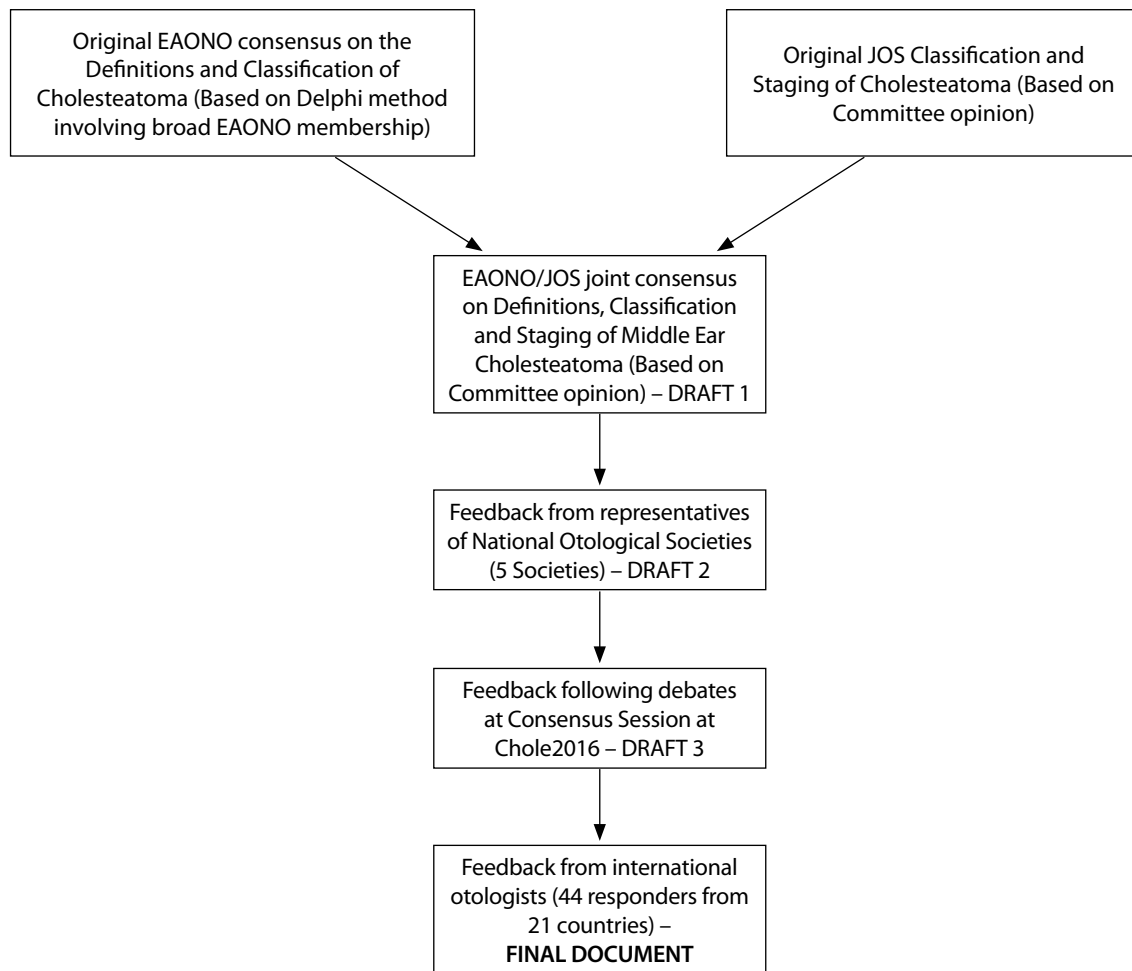 Original EAONO consensus on the
Definitions and Classification of
Cholesteatoma (Based on Delphi method
involving broad EAONO membership)
Original JOS Classification and
Staging of Cholesteatoma (Based on
Committee opinion)
EAONO/JOS joint consensus
on Definitions, Classification
and Staging of Middle Ear
Cholesteatoma (Based on
Committee opinion) – DRAFT 1
Feedback from representatives
of National Otological Societies
(5 Societies) – DRAFT 2
Feedback following debates
at Consensus Session at
Chole2016 – DRAFT 3
Feedback from international
otologists (44 responders from
21 countries) –
FINAL DOCUMENT